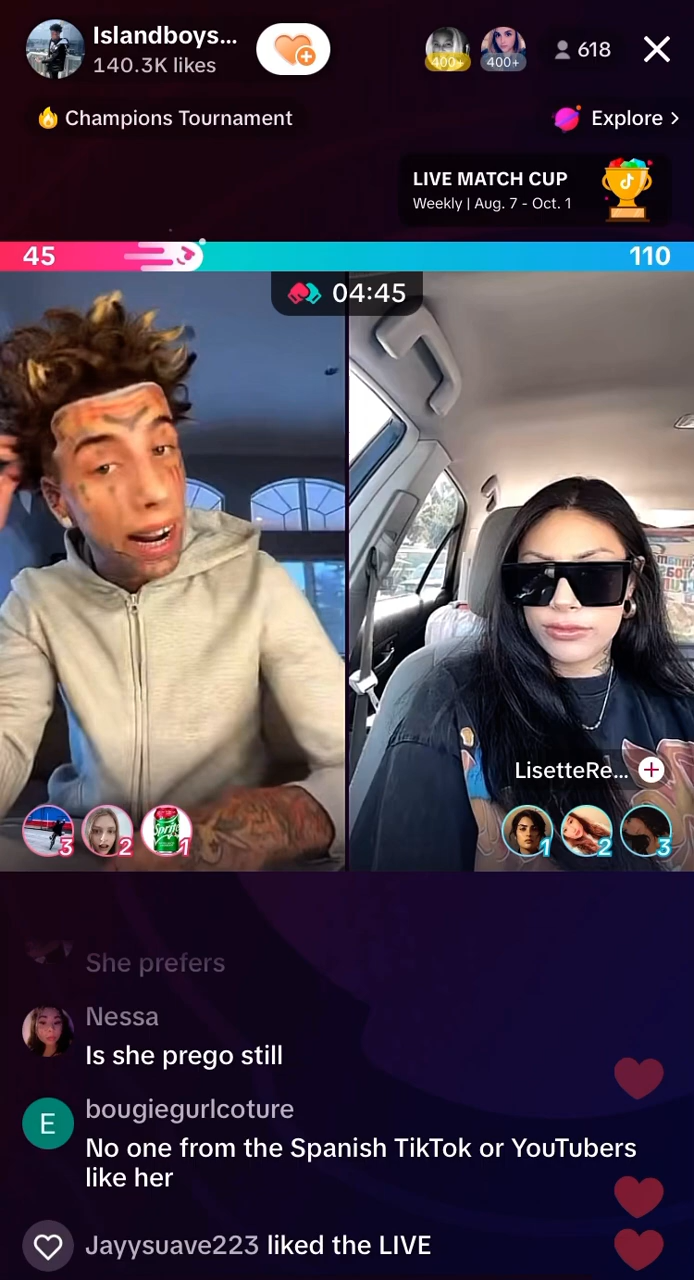 Islandboys...
140.3K likes
400+
400+
618
Champions Tournament
Explore >
LIVE MATCH CUP
Weekly | Aug. 7 - Oct. 1
45
110
04:45
LisetteRe...
3
2
Sprite
1
1
2
3
She prefers
Nessa
Is she prego still
E
bougiegurlcoture
No one from the Spanish TikTok or YouTubers
like her
Jayysuave223 liked the LIVE